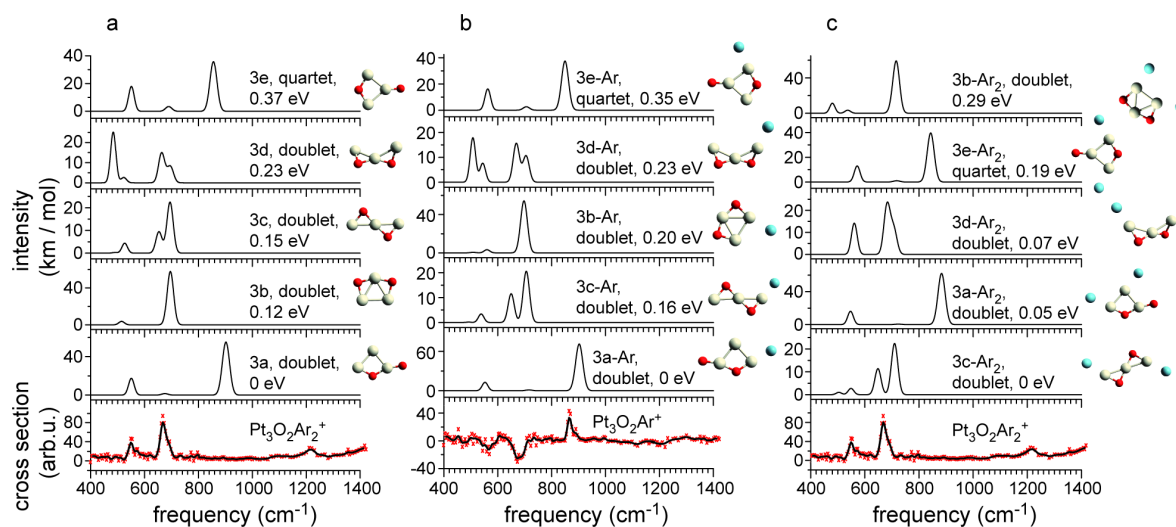 a
b
c
intensity
(km / mol)
cross section
(arb.u.)
40
20
0
3e, quartet,
0.37 eV
20
10
0
3d, doublet,
0.23 eV
20
10
0
3c, doublet,
0.15 eV
40
20
0
3b, doublet,
0.12 eV
40
20
0
3a, doublet,
0 eV
80
40
0
Pt3O2Ar2+
400 600 800 1000 1200 1400
frequency (cm-1)
40
20
0
3e-Ar,
quartet, 0.35 eV
20
10
0
3d-Ar,
doublet, 0.23 eV
40
0
3b-Ar,
doublet, 0.20 eV
20
10
0
3c-Ar,
doublet, 0.16 eV
60
0
3a-Ar,
doublet, 0 eV
40
0
-40
Pt3O2Ar+
400 600 800 1000 1200 1400
frequency (cm-1)
40
20
0
3b-Ar2, doublet,
0.29 eV
40
20
0
3e-Ar2,
quartet, 0.19 eV
20
10
0
3d-Ar2,
doublet, 0.07 eV
40
20
0
3a-Ar2,
doublet, 0.05 eV
20
10
0
3c-Ar2,
doublet, 0 eV
80
40
0
Pt3O2Ar2+
400 600 800 1000 1200 1400
frequency (cm-1)